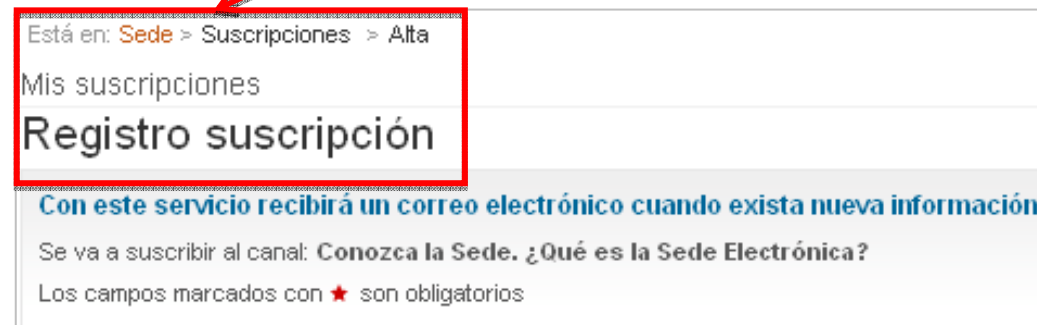 Está en: Sede > Suscripciones > Alta
Mis suscripciones
Registro suscripción
Con este servicio recibirá un correo electrónico cuando exista nueva información
Se va a suscribir al canal: Conozca la Sede. ¿Qué es la Sede Electrónica?
Los campos marcados con ★ son obligatorios